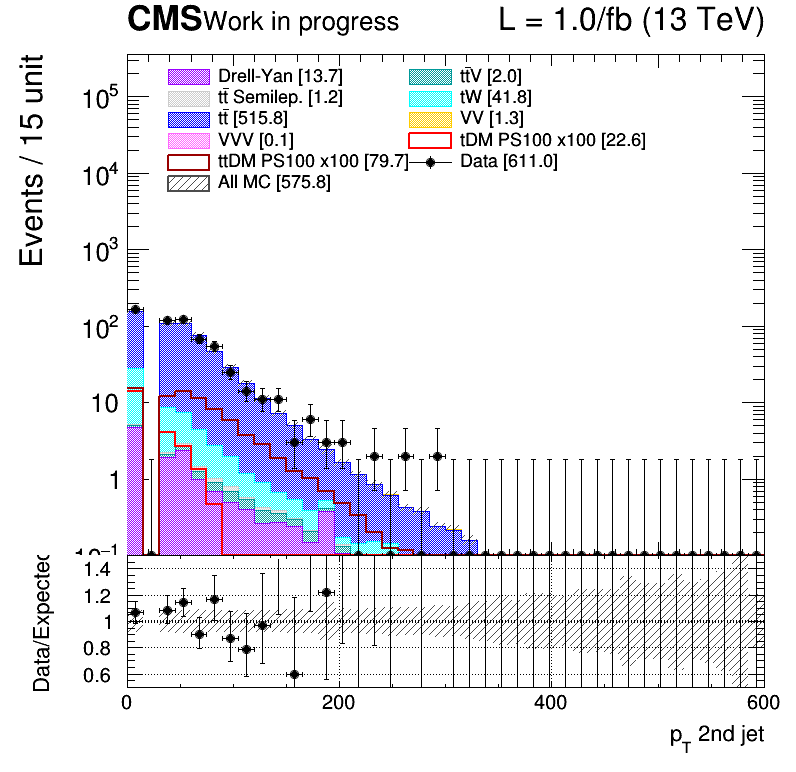 CMS Work in progress L = 1.0/fb (13 TeV)
Events / 15 unit
Drell-Yan [13.7] tt̄V [2.0]
tt̄ Semilep. [1.2] tW [41.8]
tt̄ [515.8] VV [1.3]
VVV [0.1] tDM PS100 x100 [22.6]
ttDM PS100 x100 [79.7] Data [611.0]
All MC [575.8]
10⁵
10⁴
10³
10²
10
1
10⁻¹
Data/Expected
1.4
1.2
1
0.8
0.6
0 200 400 600
p_T 2nd jet